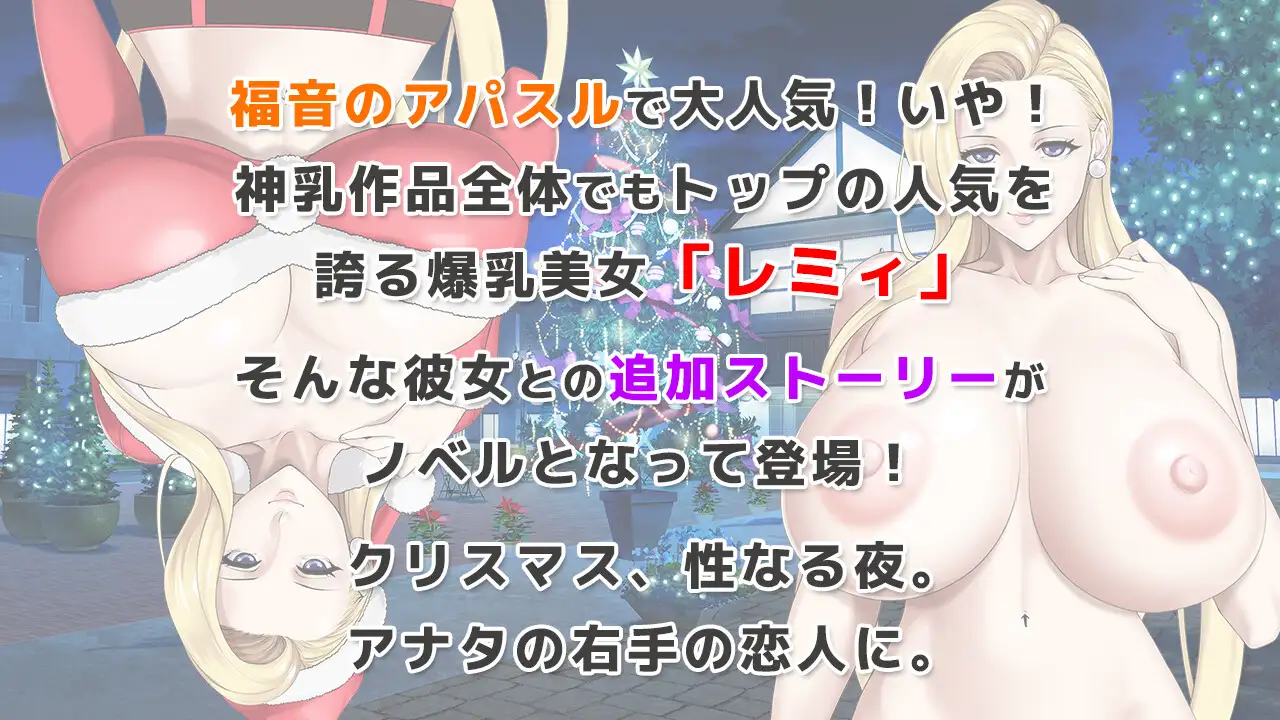 福音のアパスルで大人気！いや！
神乳作品全体でもトップの人気を
誇る爆乳美女「レミィ」
そんな彼女との追加ストーリーが
ノベルとなって登場！
クリスマス、性なる夜。
アナタの右手の恋人に。